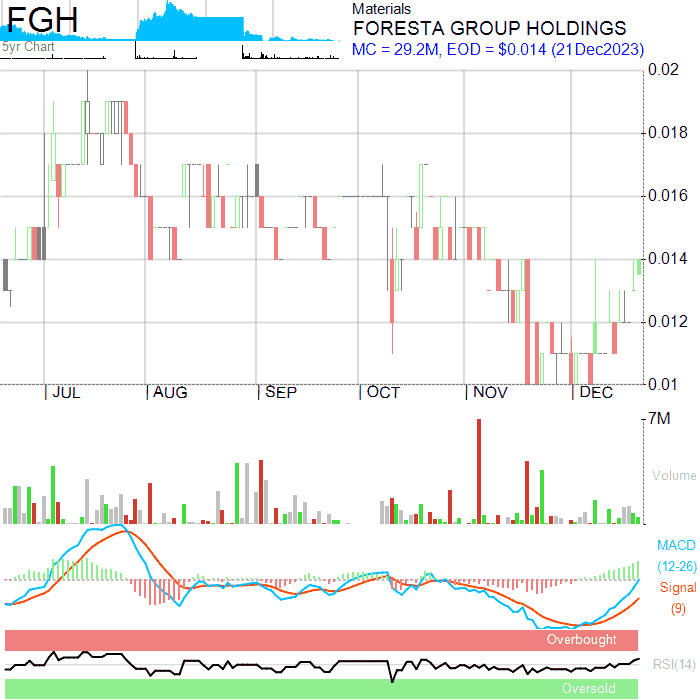 FGH
5yr Chart
Materials
FORESTA GROUP HOLDINGS
MC = 29.2M, EOD = $0.014 (21Dec2023)
0.02
0.018
0.016
0.014
0.012
0.01
JUL AUG SEP OCT NOV DEC
7M
Volume
MACD
(12-26)
Signal
(9)
Overbought
RSI(14)
Oversold